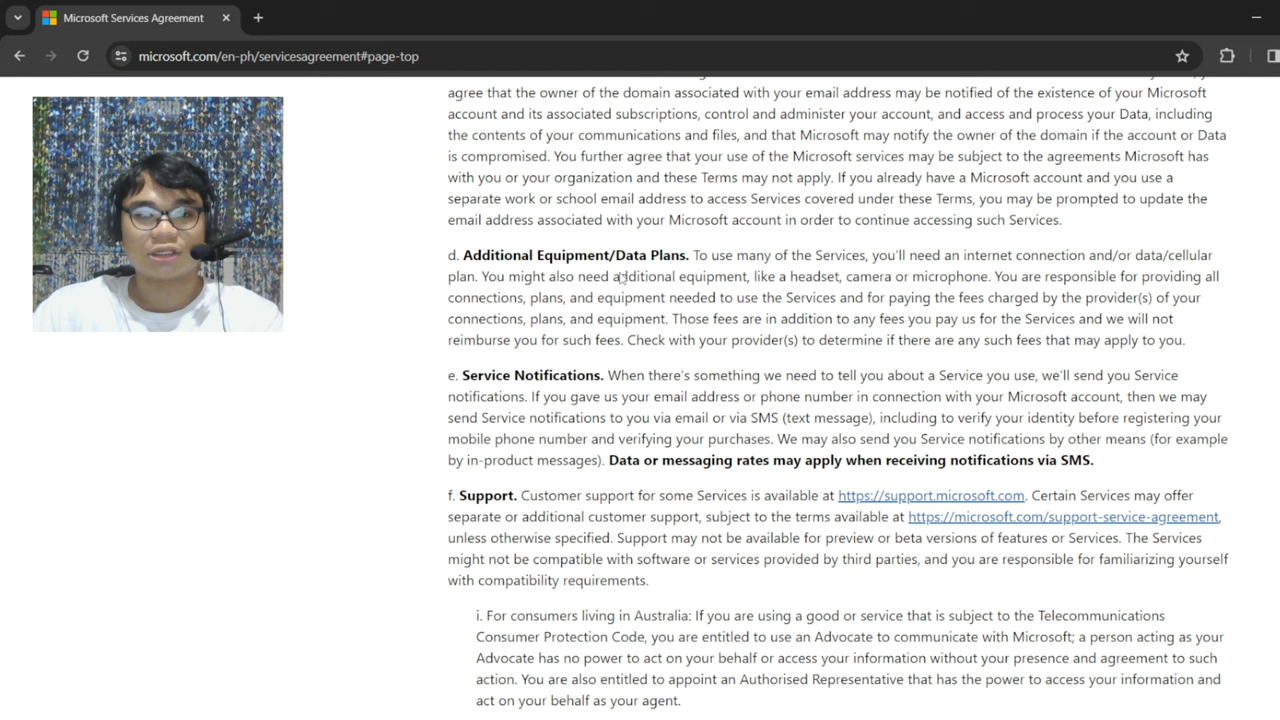 Microsoft Services Agreement
microsoft.com/en-ph/servicesagreement#page-top
agree that the owner of the domain associated with your email address may be notified of the existence of your Microsoft
account and its associated subscriptions, control and administer your account, and access and process your Data, including
the contents of your communications and files, and that Microsoft may notify the owner of the domain if the account or Data
is compromised. You further agree that your use of the Microsoft services may be subject to the agreements Microsoft has
with you or your organization and these Terms may not apply. If you already have a Microsoft account and you use a
separate work or school email address to access Services covered under these Terms, you may be prompted to update the
email address associated with your Microsoft account in order to continue accessing such Services.
d. Additional Equipment/Data Plans. To use many of the Services, you'll need an internet connection and/or data/cellular
plan. You might also need additional equipment, like a headset, camera or microphone. You are responsible for providing all
connections, plans, and equipment needed to use the Services and for paying the fees charged by the provider(s) of your
connections, plans, and equipment. Those fees are in addition to any fees you pay us for the Services and we will not
reimburse you for such fees. Check with your provider(s) to determine if there are any such fees that may apply to you.
e. Service Notifications. When there's something we need to tell you about a Service you use, we'll send you Service
notifications. If you gave us your email address or phone number in connection with your Microsoft account, then we may
send Service notifications to you via email or via SMS (text message), including to verify your identity before registering your
mobile phone number and verifying your purchases. We may also send you Service notifications by other means (for example
by in-product messages). Data or messaging rates may apply when receiving notifications via SMS.
f. Support. Customer support for some Services is available at https://support.microsoft.com. Certain Services may offer
separate or additional customer support, subject to the terms available at https://microsoft.com/support-service-agreement,
unless otherwise specified. Support may not be available for preview or beta versions of features or Services. The Services
might not be compatible with software or services provided by third parties, and you are responsible for familiarizing yourself
with compatibility requirements.
i. For consumers living in Australia: If you are using a good or service that is subject to the Telecommunications
Consumer Protection Code, you are entitled to use an Advocate to communicate with Microsoft; a person acting as your
Advocate has no power to act on your behalf or access your information without your presence and agreement to such
action. You are also entitled to appoint an Authorised Representative that has the power to access your information and
act on your behalf as your agent.